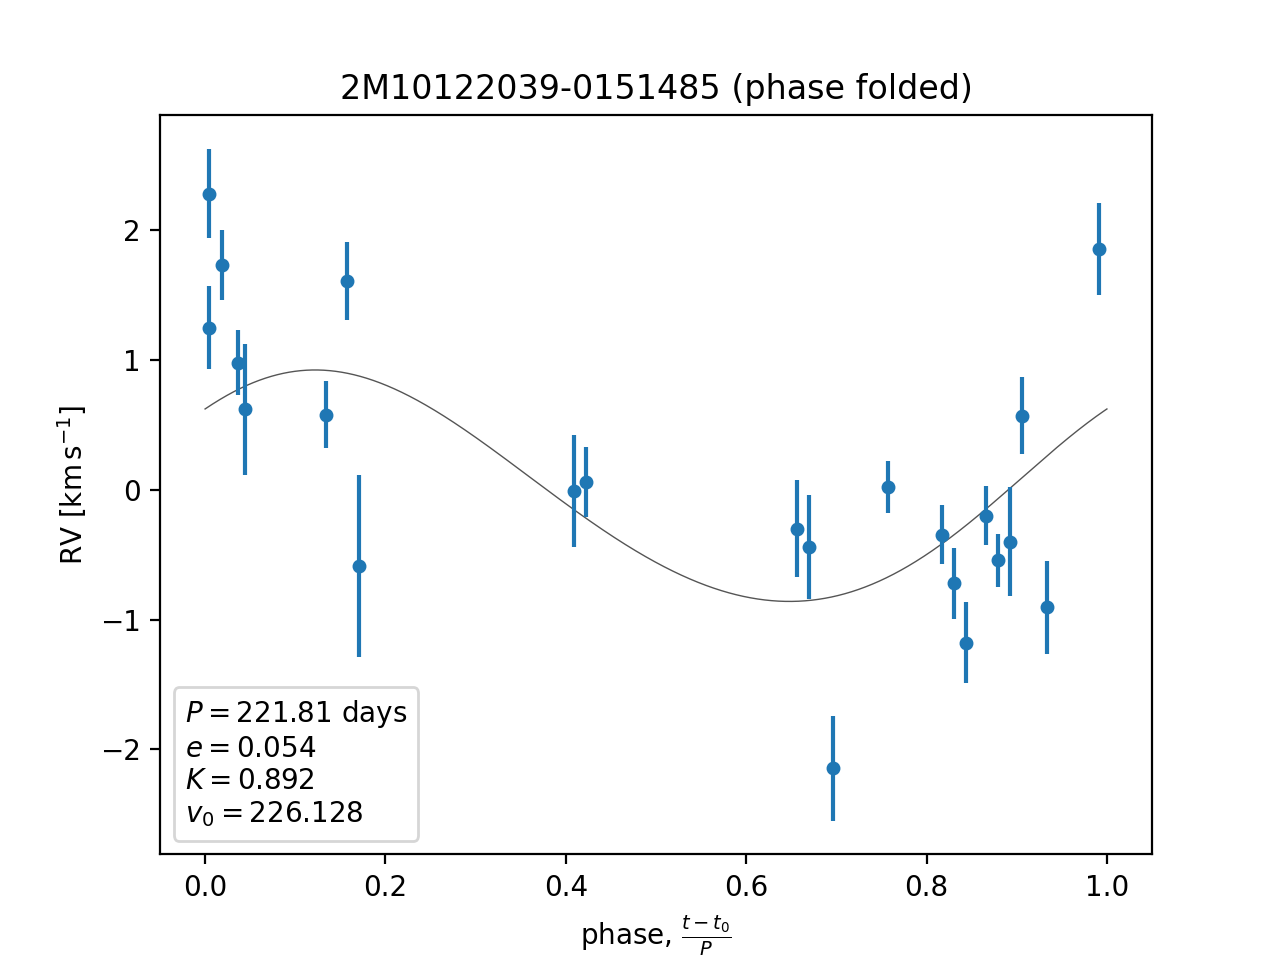 2M10122039-0151485 (phase folded)
RV [km s⁻¹]
2
1
0
−1
−2
P = 221.81 days
e = 0.054
K = 0.892
v₀ = 226.128
0.0 0.2 0.4 0.6 0.8 1.0
phase, (t − t₀)/P